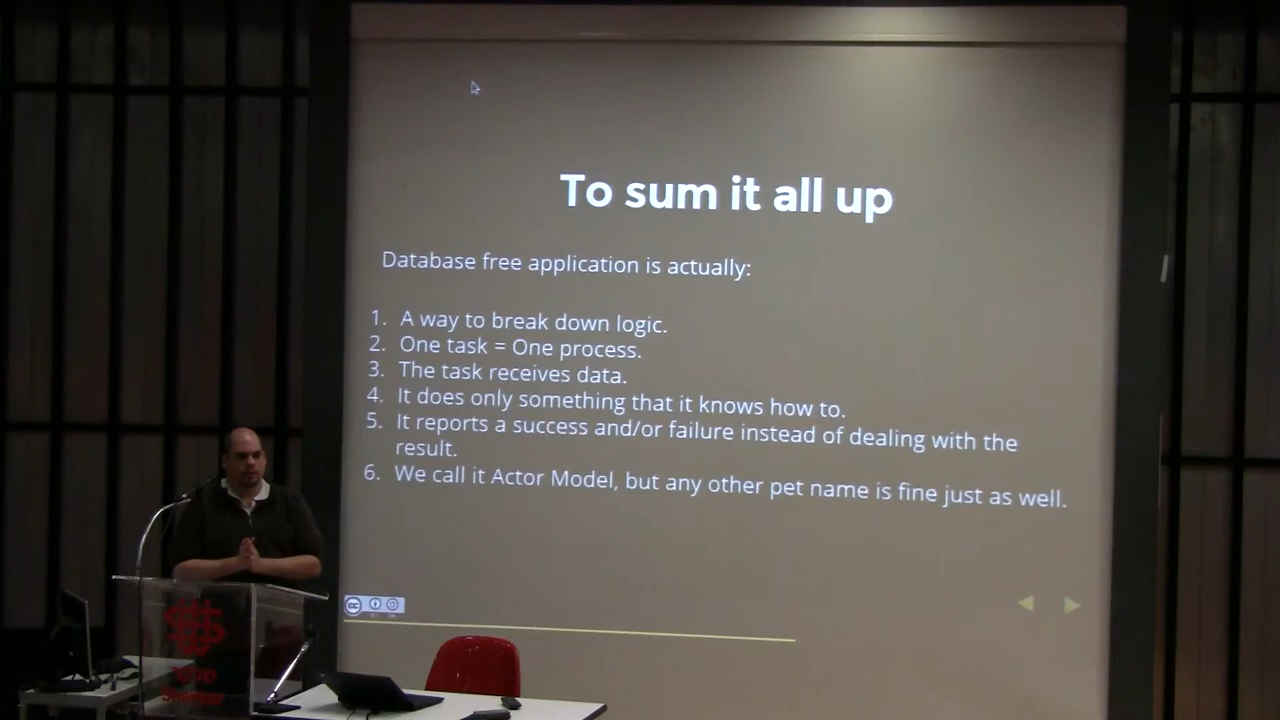 To sum it all up
Database free application is actually:
1. A way to break down logic.
2. One task = One process.
3. The task receives data.
4. It does only something that it knows how to.
5. It reports a success and/or failure instead of dealing with the
result.
6. We call it Actor Model, but any other pet name is fine just as well.
cc
שנקר
Shenkar